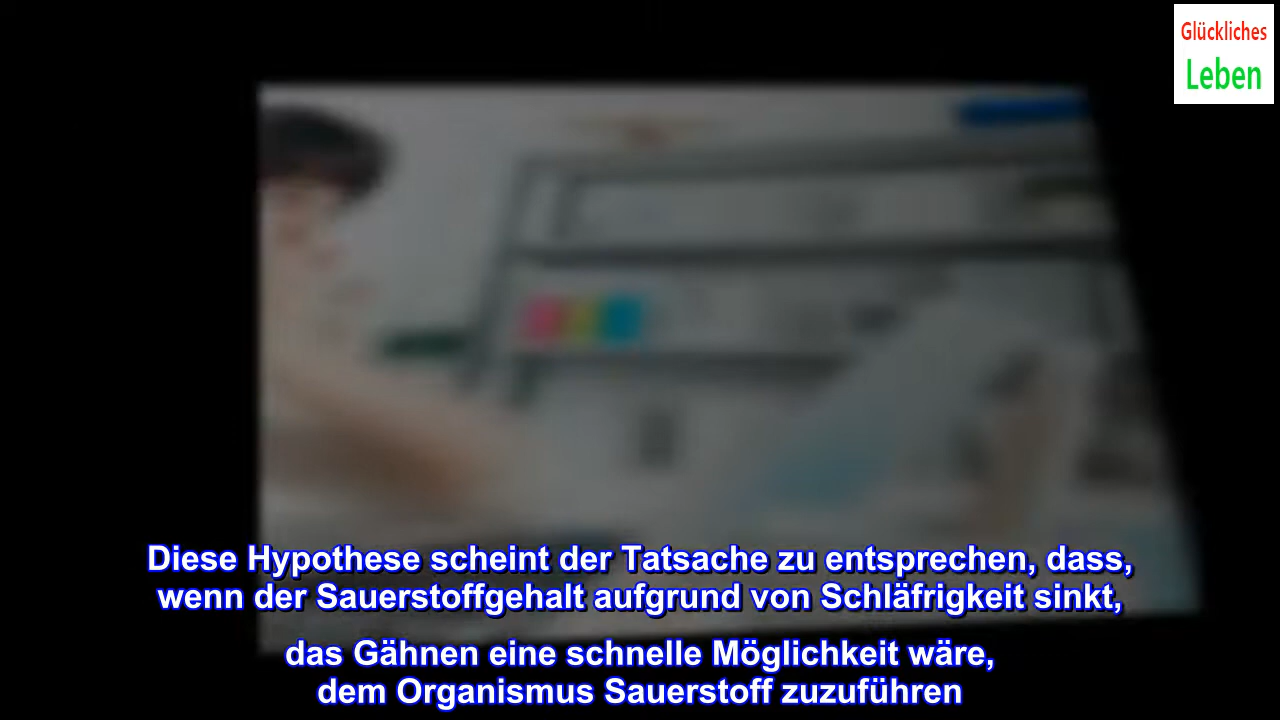 Glückliches
Leben
Diese Hypothese scheint der Tatsache zu entsprechen, dass,
wenn der Sauerstoffgehalt aufgrund von Schläfrigkeit sinkt,
das Gähnen eine schnelle Möglichkeit wäre,
dem Organismus Sauerstoff zuzuführen